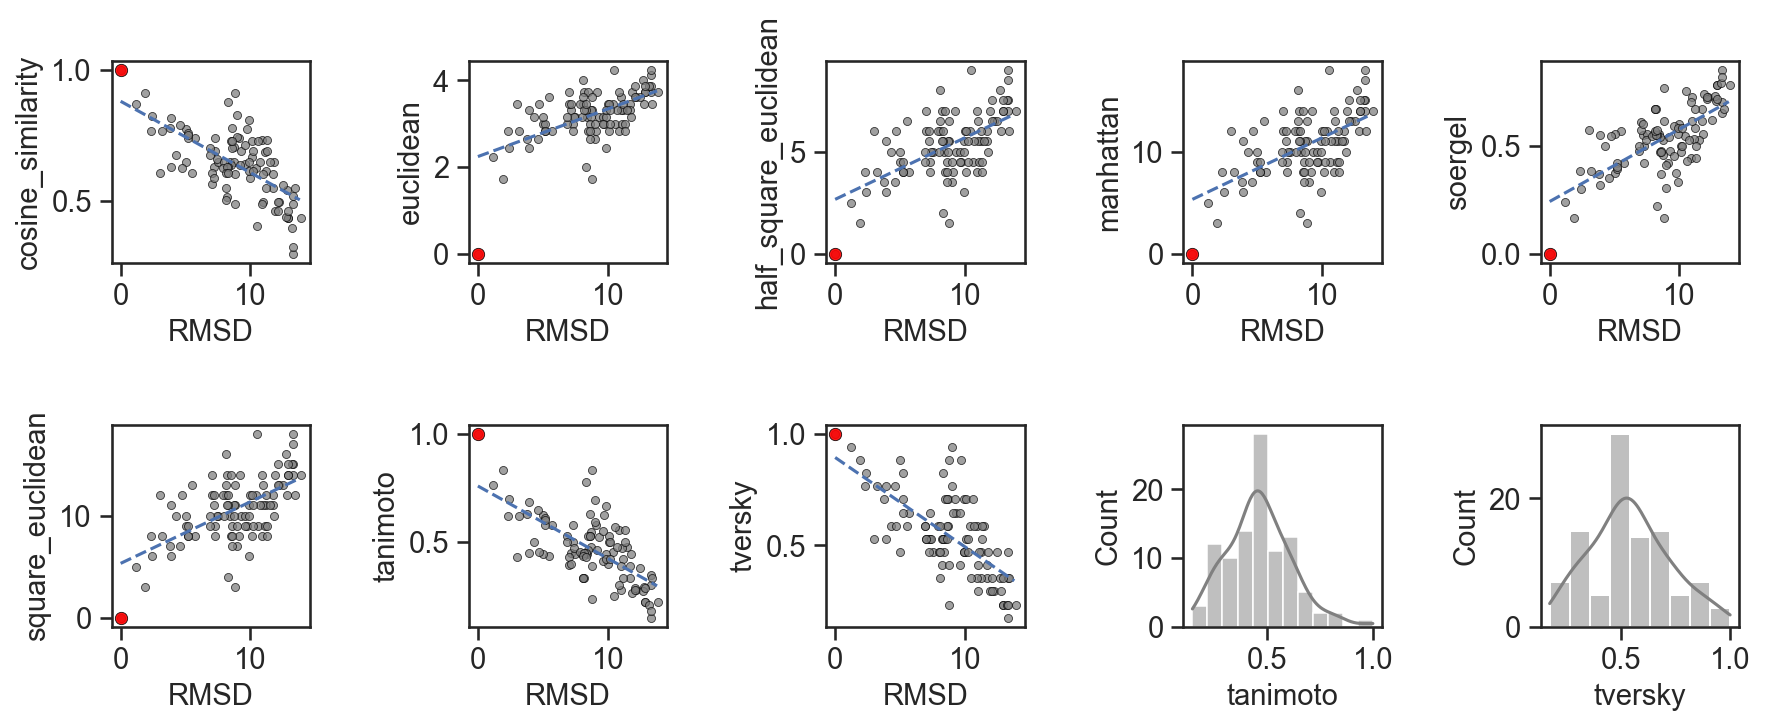 cosine_similarity
1.0
0.5
0
10
RMSD
euclidean
4
2
0
0
10
RMSD
half_square_euclidean
5
0
0
10
RMSD
manhattan
10
0
0
10
RMSD
soergel
0.5
0.0
0
10
RMSD
square_euclidean
10
0
0
10
RMSD
tanimoto
1.0
0.5
0
10
RMSD
tversky
1.0
0.5
0
10
RMSD
Count
20
10
0
0.5
1.0
tanimoto
Count
20
0
0.5
1.0
tversky